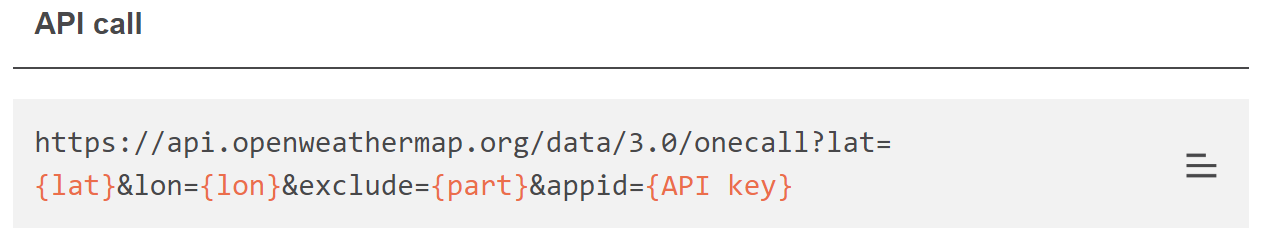 API call
https://api.openweathermap.org/data/3.0/onecall?lat=
{lat}&lon={lon}&exclude={part}&appid={API key}